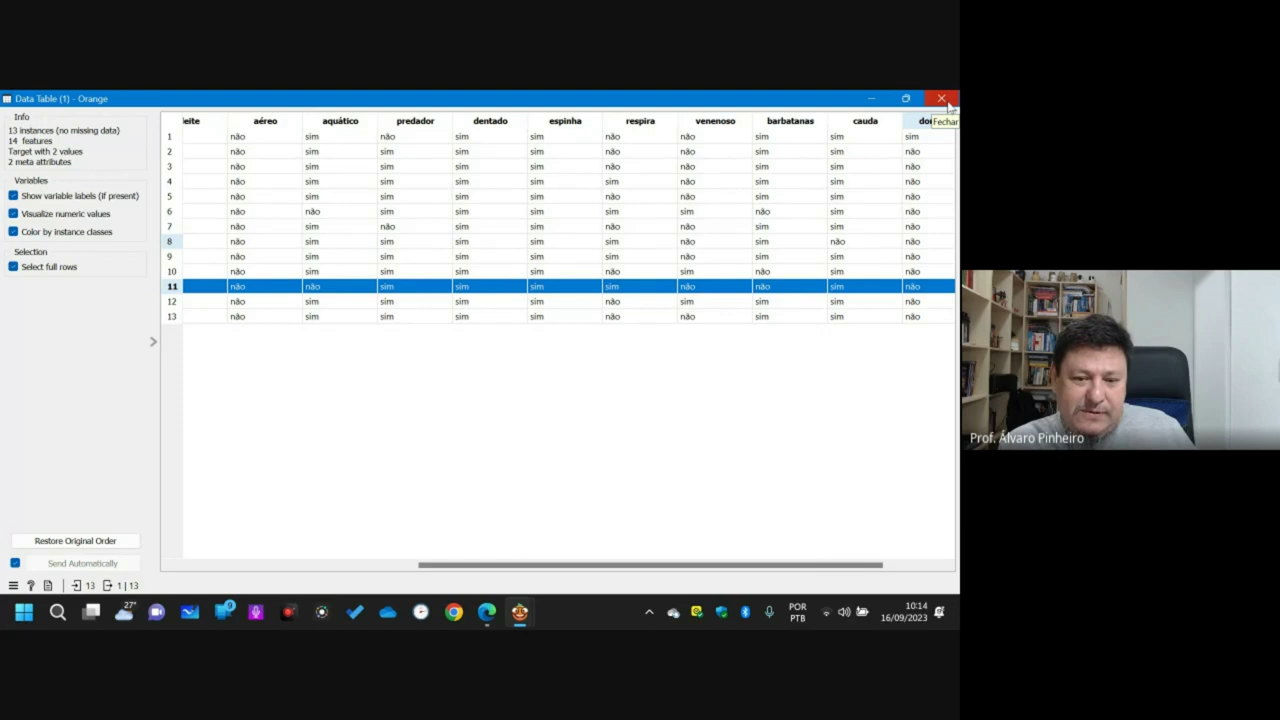 Data Table (1) - Orange
Fechar
Info
13 instances (no missing data)
14 features
Target with 2 values
2 meta attributes
Variables
Show variable labels (if present)
Visualize numeric values
Color by instance classes
Selection
Select full rows
Restore Original Order
Send Automatically
13 1|13
leite aéreo aquático predador dentado espinha respira venenoso barbatanas cauda do
1 não sim não sim sim não não sim sim sim
2 não sim sim sim sim não não sim sim não
3 não sim sim sim sim não não sim sim não
4 não sim sim sim sim sim não sim sim não
5 não sim sim sim sim não não sim sim não
6 não não sim sim sim sim sim não sim não
7 não sim não sim sim não não sim sim não
8 não sim sim sim sim sim não sim não não
9 não sim sim sim sim sim não sim sim não
10 não sim sim sim sim não sim não sim não
11 não não sim sim sim sim não não sim não
12 não sim sim sim sim não sim sim sim não
13 não sim sim sim sim não não sim sim não
Prof. Álvaro Pinheiro
27°
9
POR
PTB
10:14
16/09/2023